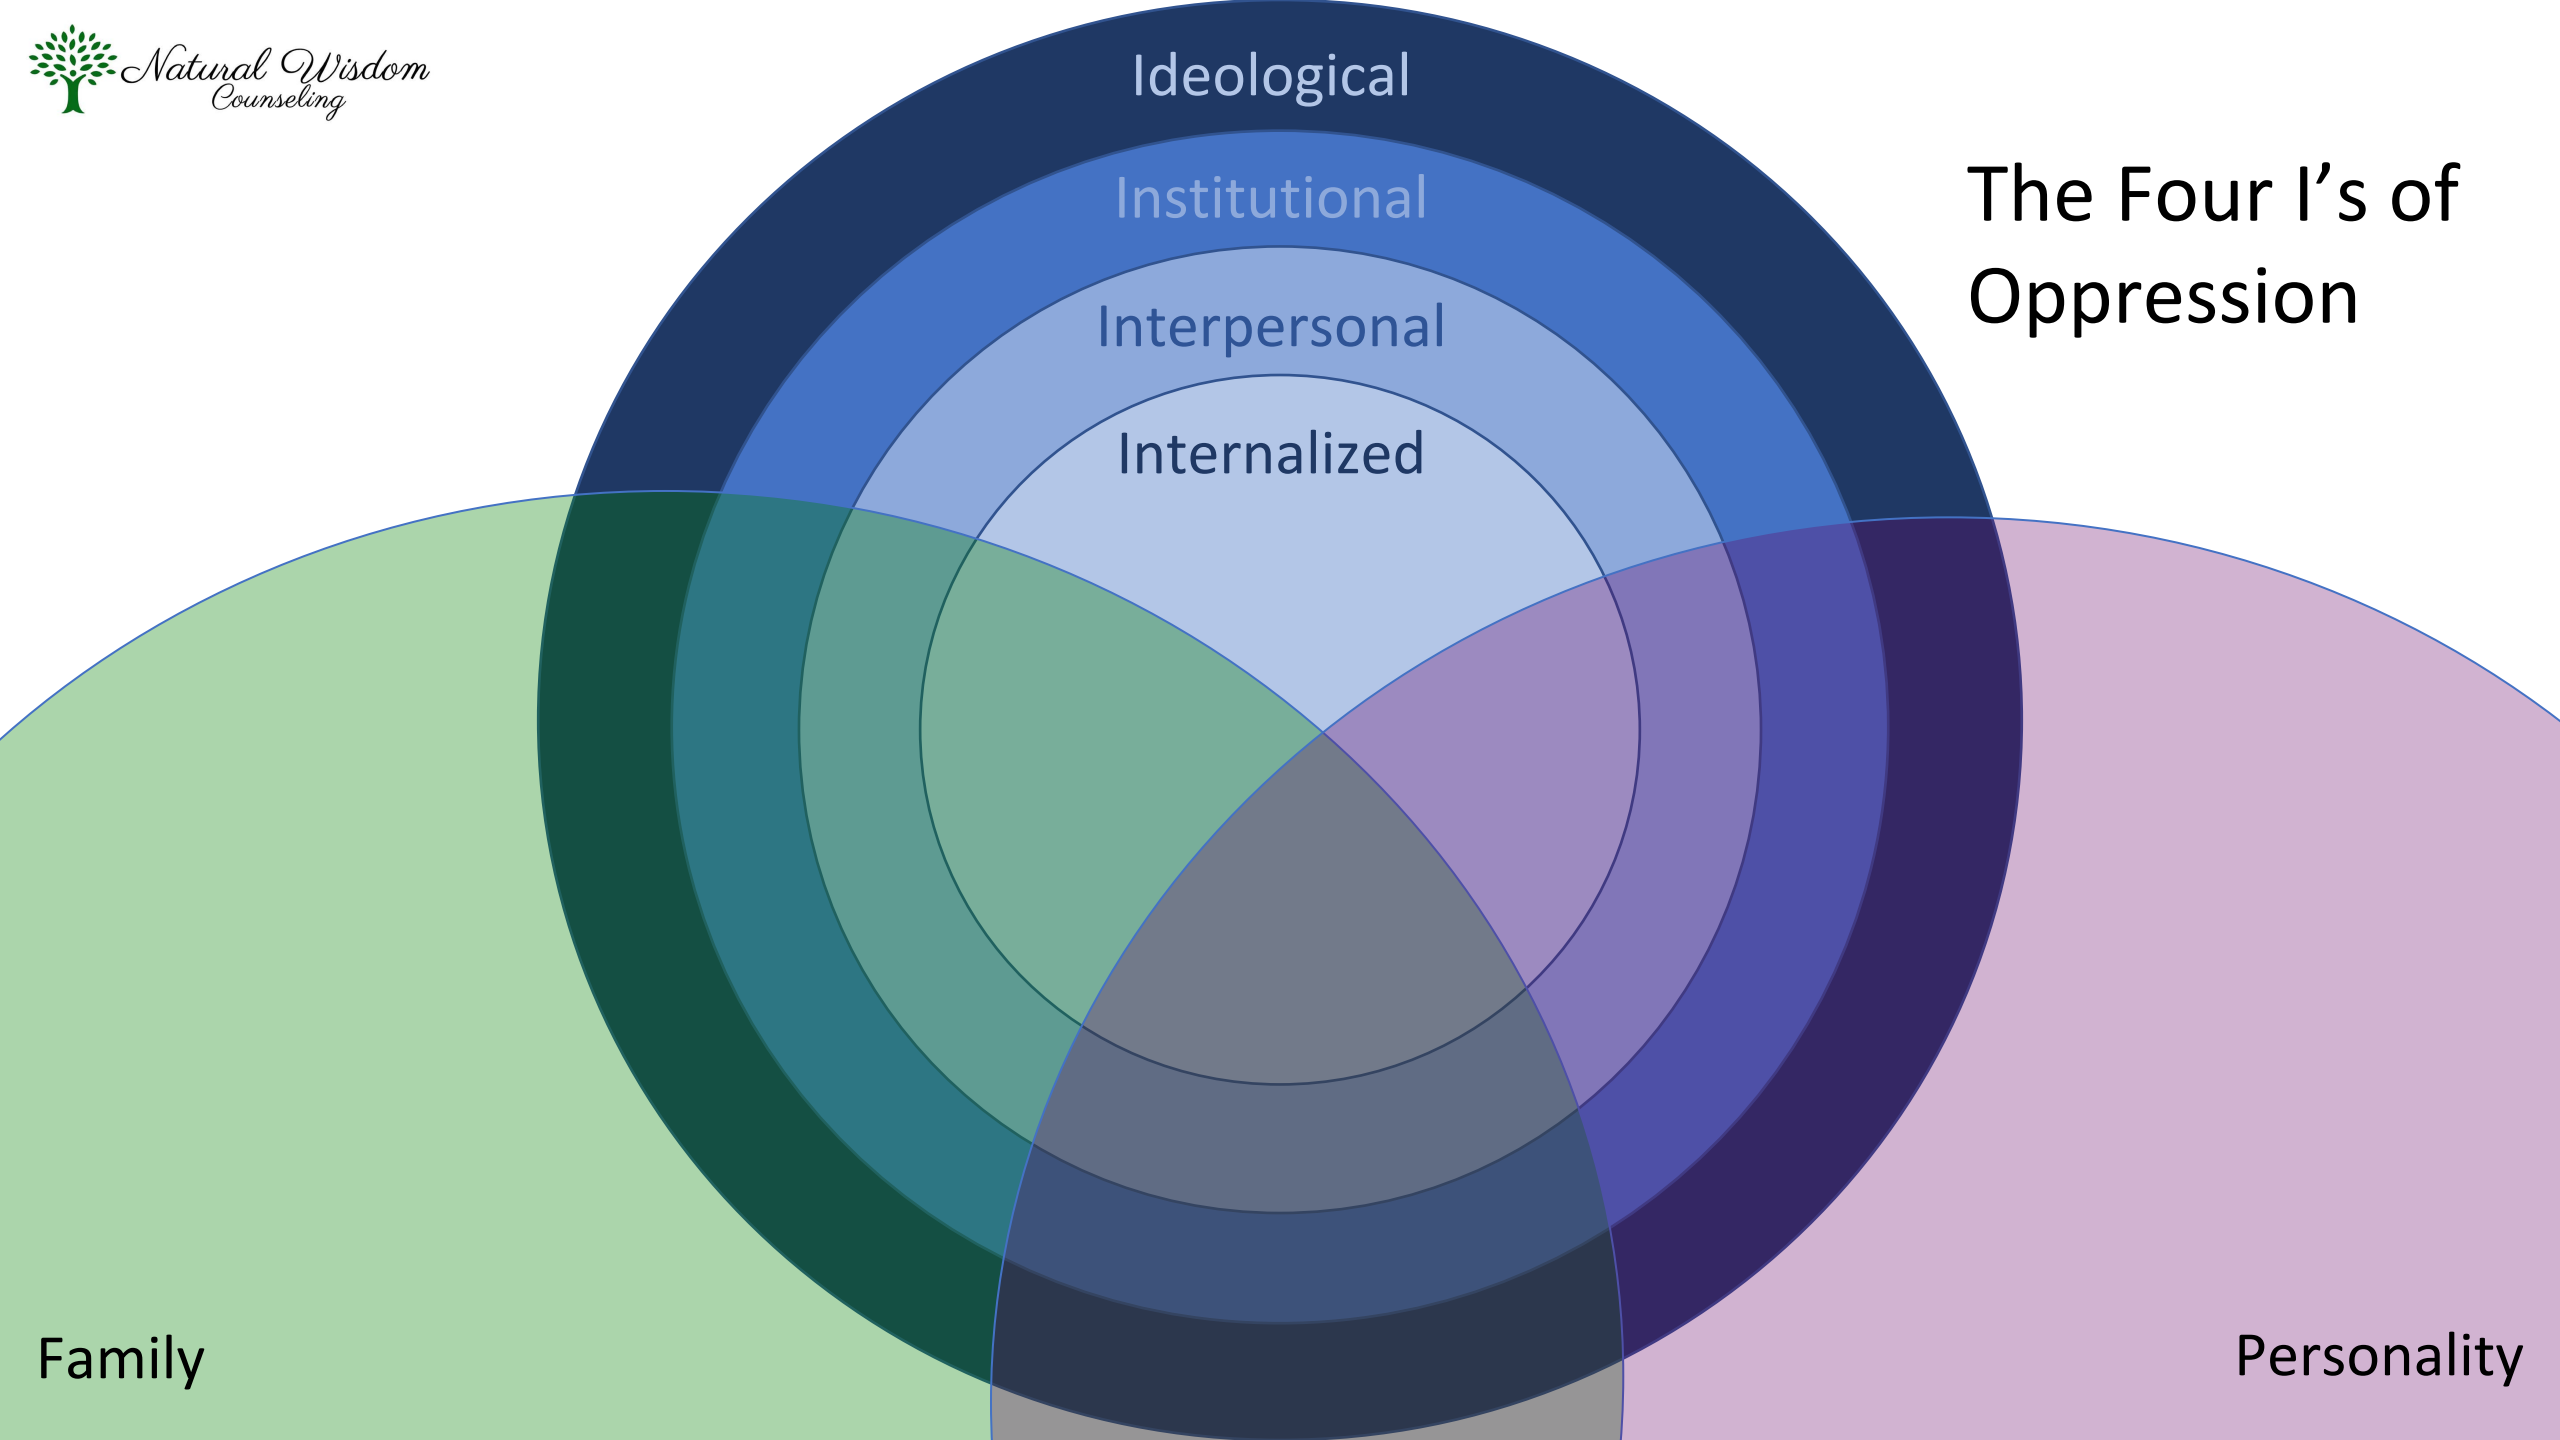 Natural Wisdom
Counseling
Ideological
Institutional
Interpersonal
Internalized
The Four I’s of
Oppression
Family
Personality